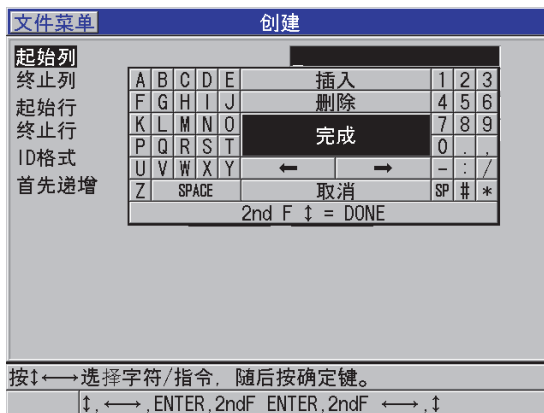 文件菜单 创建
起始列
终止列
起始行
终止行
ID格式
首先递增
A B C D E 插入 1 2 3
F G H I J 删除 4 5 6
K L M N O 完成 7 8 9
P Q R S T 0 . ,
U V W X Y ← → - : /
Z SPACE 取消 SP # *
2nd F ↕ = DONE
按↕←→选择字符/指令, 随后按确定键。
↕, ←→ ,ENTER,2ndF ENTER,2ndF ←→ ,↕